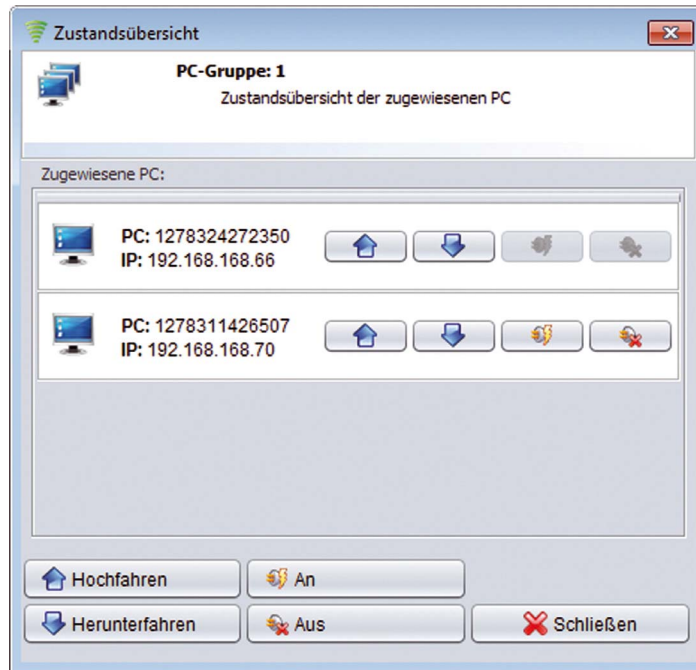 Zustandsübersicht
PC-Gruppe: 1
Zustandsübersicht der zugewiesenen PC
Zugewiesene PC:
PC: 1278324272350
IP: 192.168.168.66
PC: 1278311426507
IP: 192.168.168.70
Hochfahren
An
Herunterfahren
Aus
Schließen